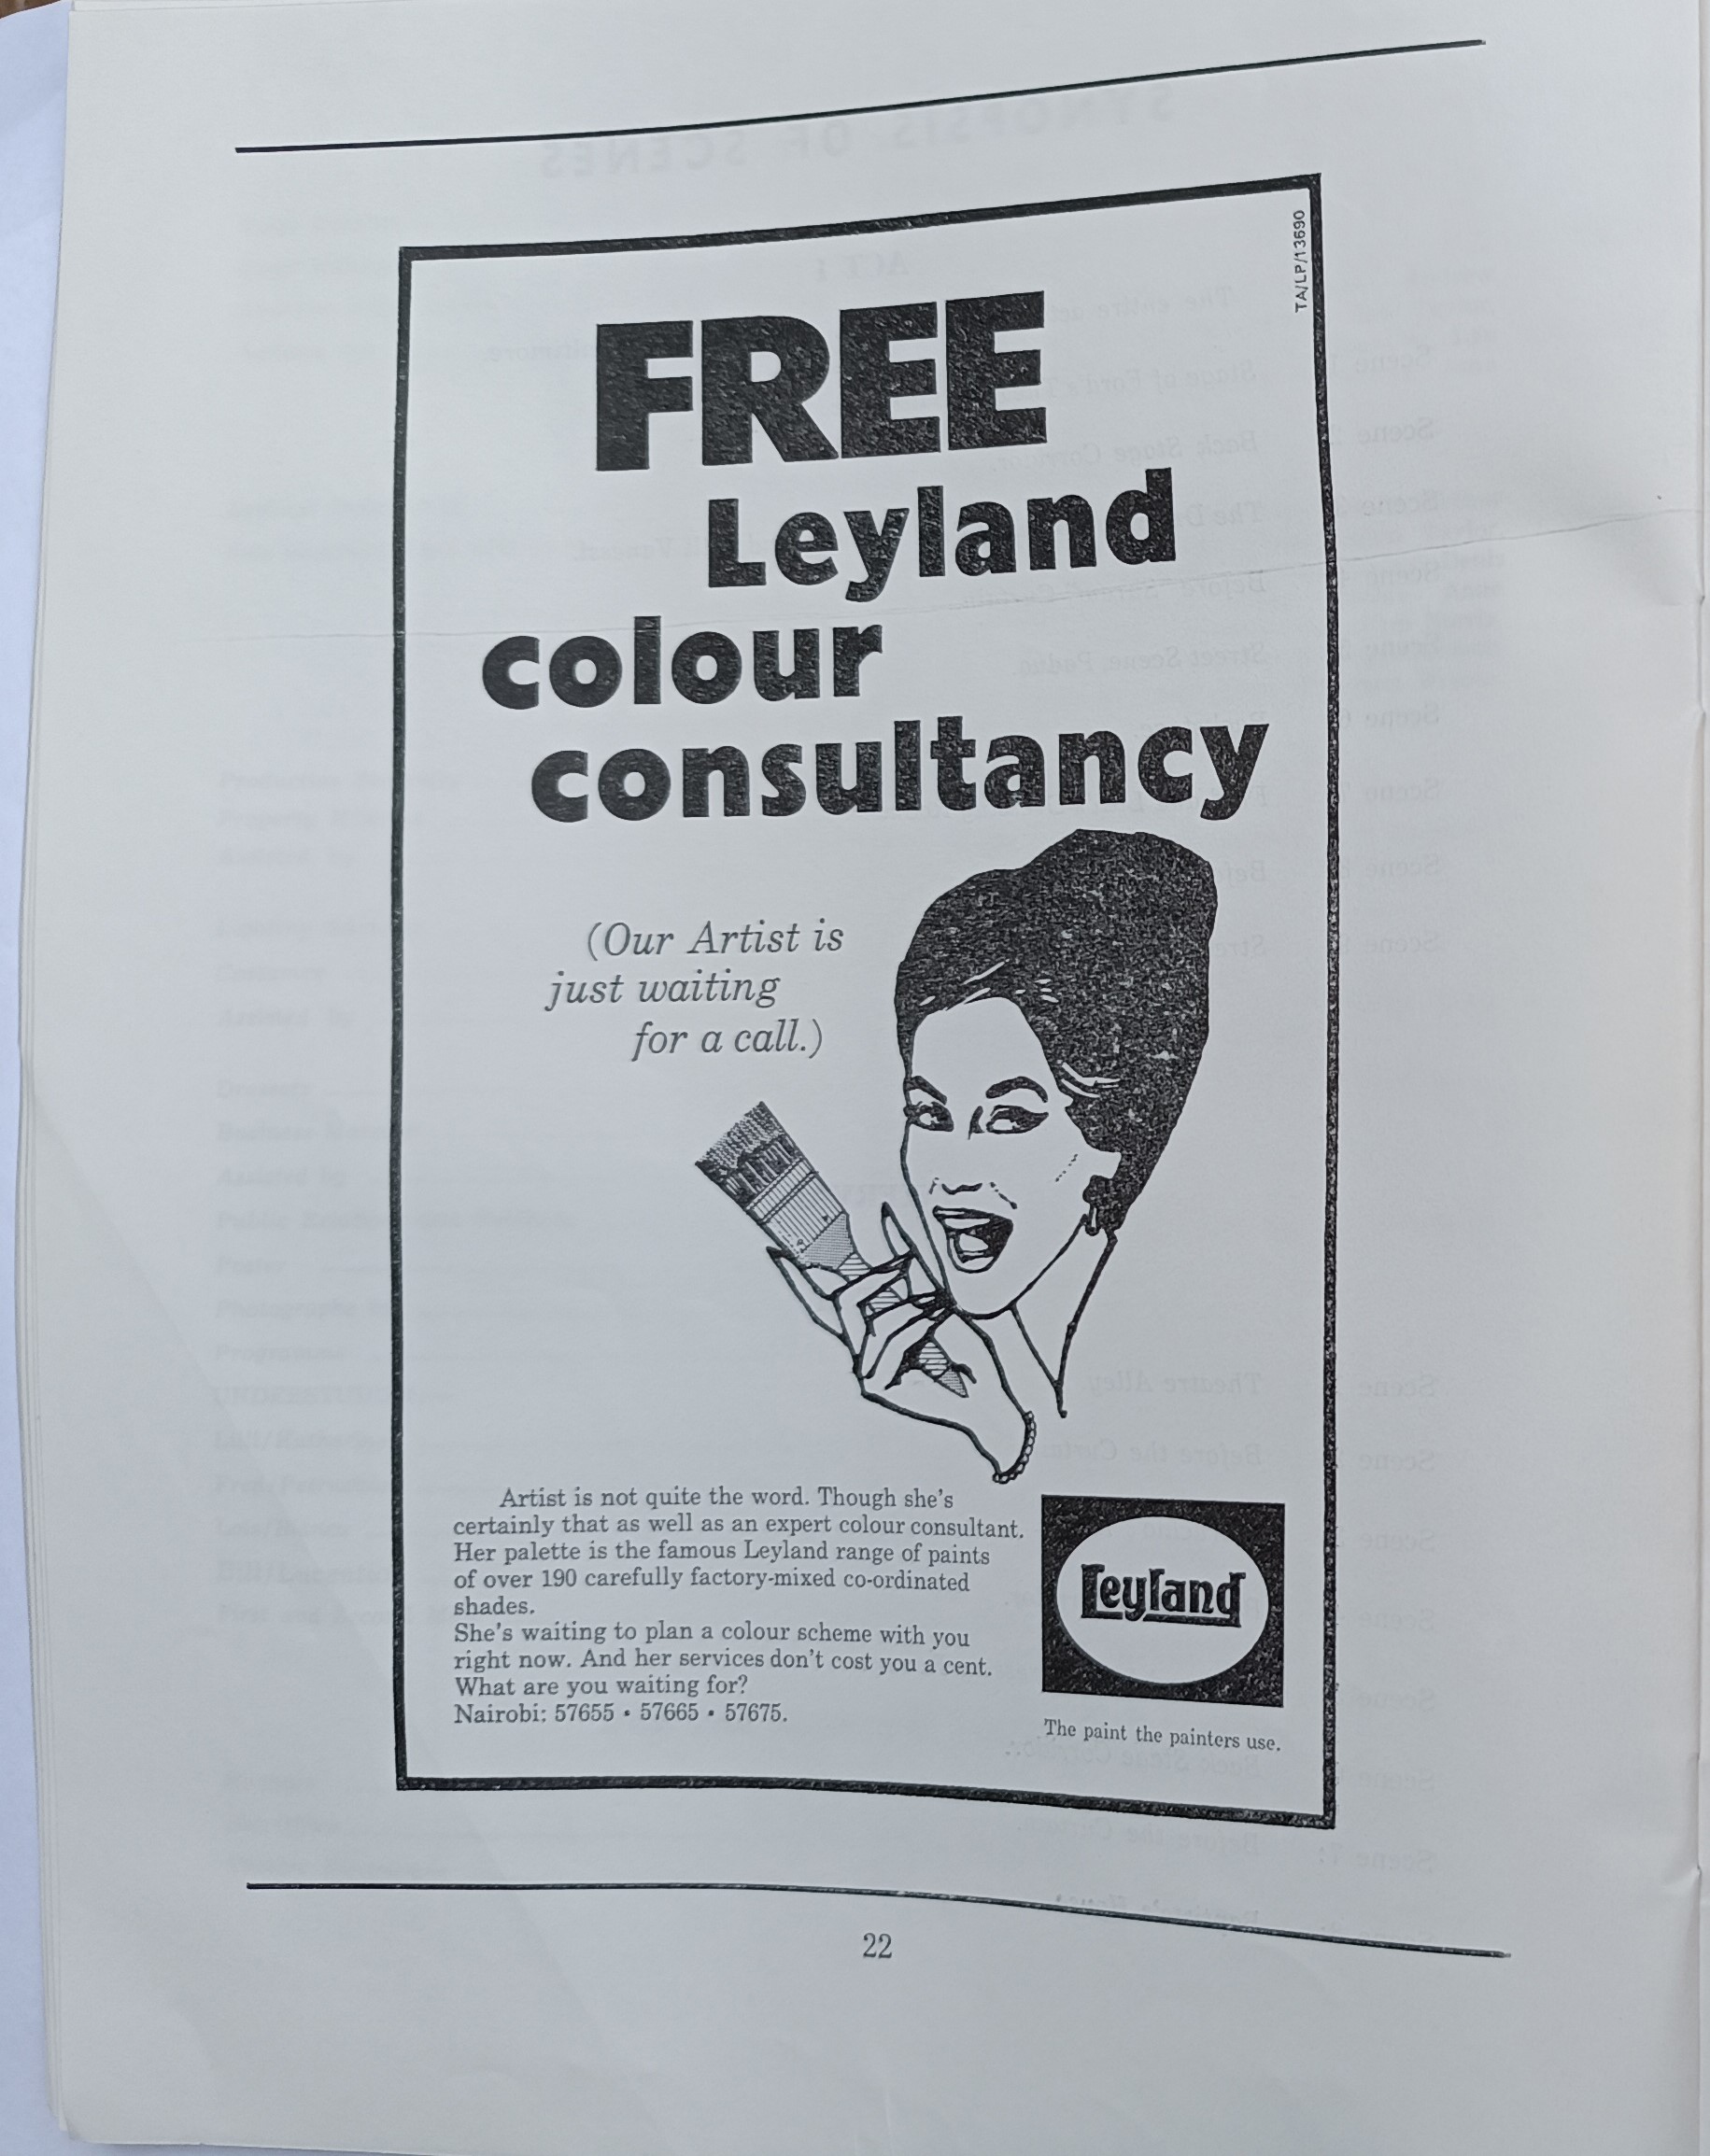 TA/LP/13690
FREE
Leyland
colour
consultancy
(Our Artist is
just waiting
for a call.)
Artist is not quite the word. Though she's
certainly that as well as an expert colour consultant.
Her palette is the famous Leyland range of paints
of over 190 carefully factory-mixed co-ordinated
shades.
She's waiting to plan a colour scheme with you
right now. And her services don't cost you a cent.
What are you waiting for?
Nairobi: 57655 • 57665 • 57675.
Leyland
The paint the painters use.
22